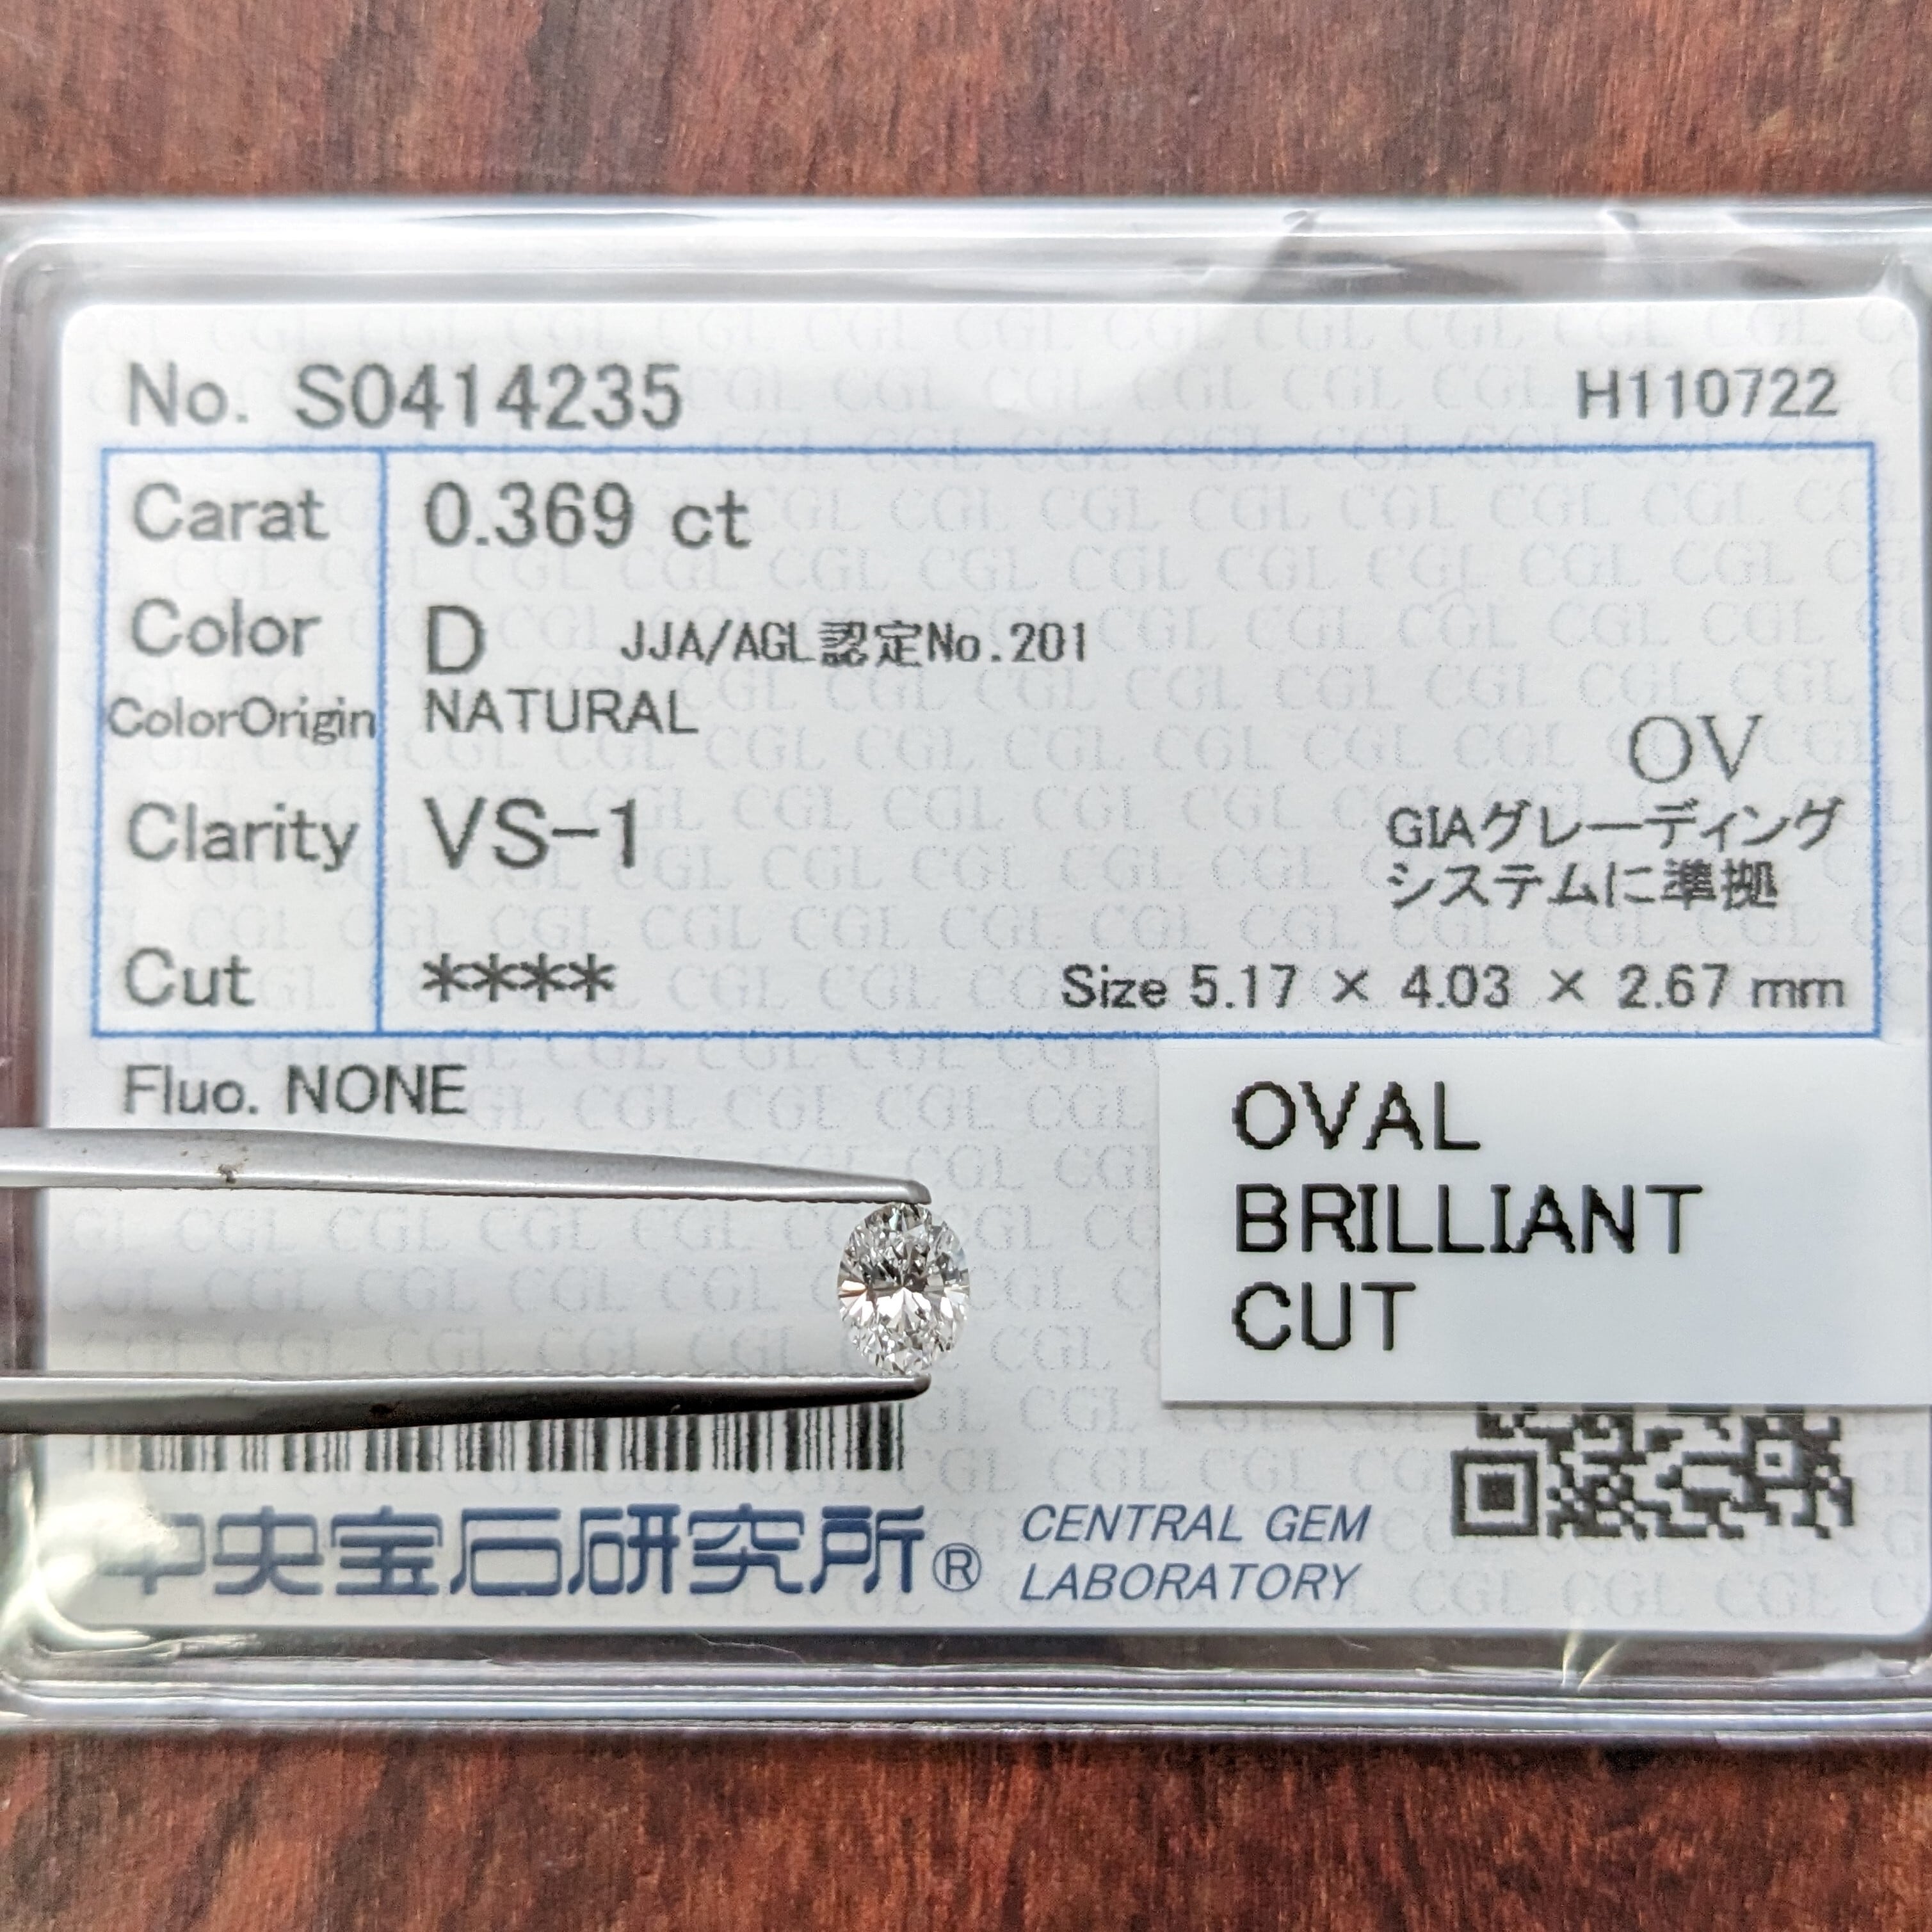 No. S0414235 H110722
Carat 0.369 ct
Color D JJA/AGL認定No.201
ColorOrigin NATURAL
OV
Clarity VS-1 GIAグレーディング
システムに準拠
Cut **** Size 5.17 × 4.03 × 2.67 mm
Fluo. NONE
OVAL
BRILLIANT
CUT
中央宝石研究所® CENTRAL GEM
LABORATORY